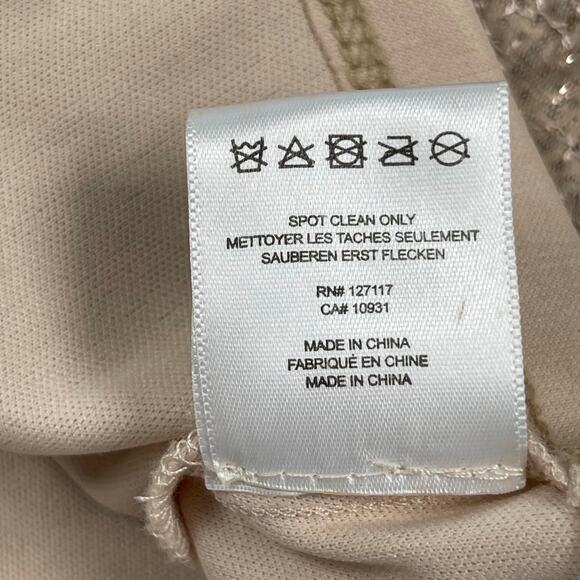 SPOT CLEAN ONLY
METTOYER LES TACHES SEULEMENT
SAUBEREN ERST FLECKEN
RN# 127117
CA# 10931
MADE IN CHINA
FABRIQUÉ EN CHINE
MADE IN CHINA